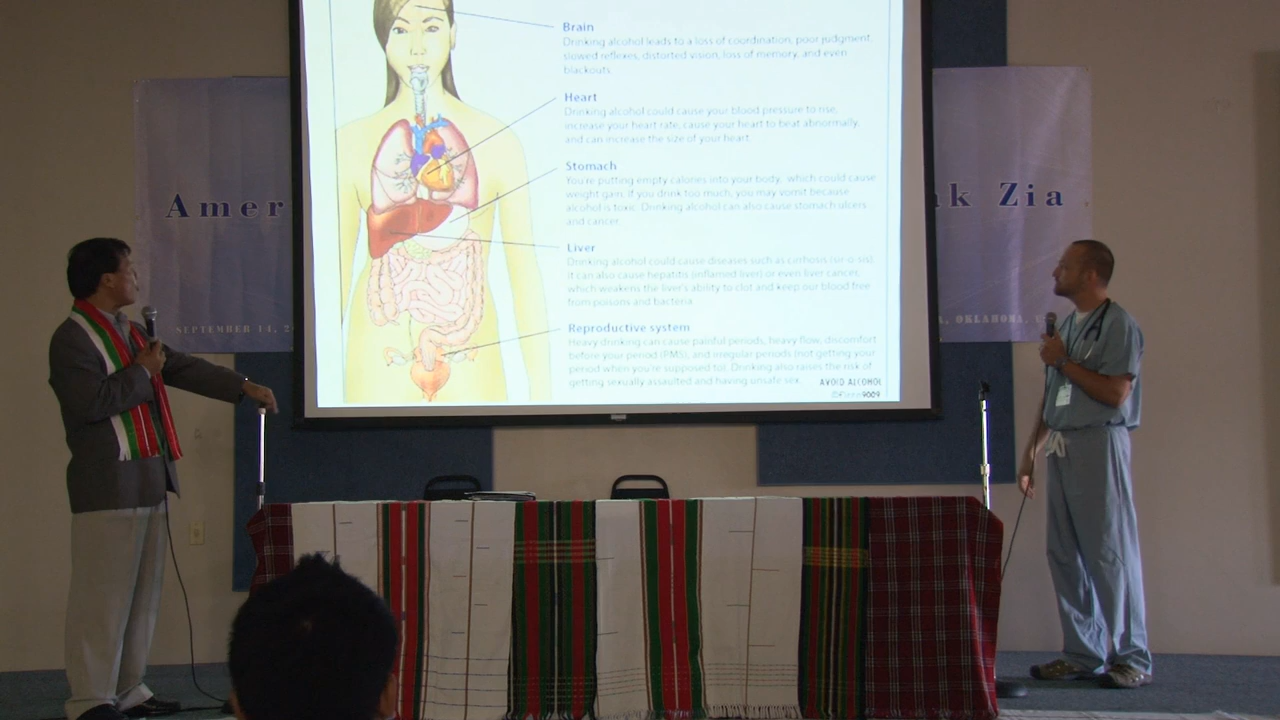 Brain
Drinking alcohol leads to a loss of coordination, poor judgment,
slowed reflexes, distorted vision, loss of memory, and even
blackouts.
Heart
Drinking alcohol could cause your blood pressure to rise,
increase your heart rate, cause your heart to beat abnormally,
and can increase the size of your heart.
Stomach
You're putting empty calories into your body, which could cause
weight gain. If you drink too much, you may vomit because
alcohol is toxic. Drinking alcohol can also cause stomach ulcers
and cancer.
Liver
Drinking alcohol could cause diseases such as cirrhosis (sir-o-sis).
It can also cause hepatitis (inflamed liver) or even liver cancer,
which weakens the liver's ability to clot and keep our blood free
from poisons and bacteria.
Reproductive system
Heavy drinking can cause painful periods, heavy flow, discomfort
before your period (PMS), and irregular periods (not getting your
period when you're supposed to). Drinking also raises the risk of
getting sexually assaulted and having unsafe sex.
AVOID ALCOHOL
Amer
k Zia
SEPTEMBER 14, 2
, OKLAHOMA, U